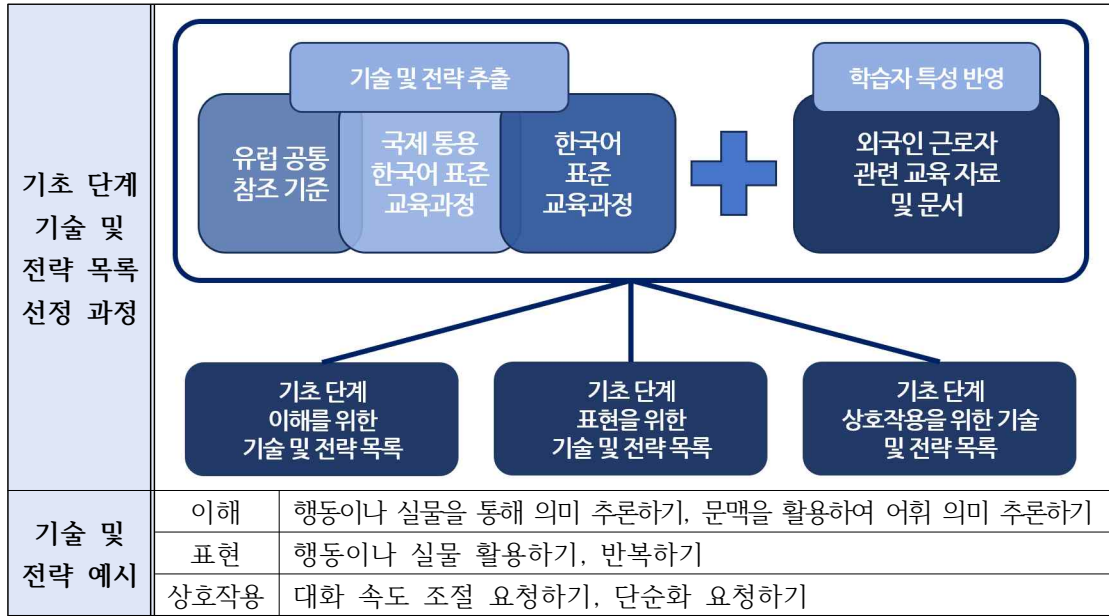 기초 단계
기술 및
전략 목록
선정 과정
기술 및 전략 추출
학습자 특성 반영
유럽 공통
참조 기준
국제 통용
한국어 표준
교육과정
한국어
표준
교육과정
외국인 근로자
관련 교육 자료
및 문서
기초 단계
이해를 위한
기술 및 전략 목록
기초 단계
표현을 위한
기술 및 전략 목록
기초 단계
상호작용을 위한 기술
및 전략 목록
기술 및
전략 예시
이해
행동이나 실물을 통해 의미 추론하기, 문맥을 활용하여 어휘 의미 추론하기
표현
행동이나 실물 활용하기, 반복하기
상호작용
대화 속도 조절 요청하기, 단순화 요청하기